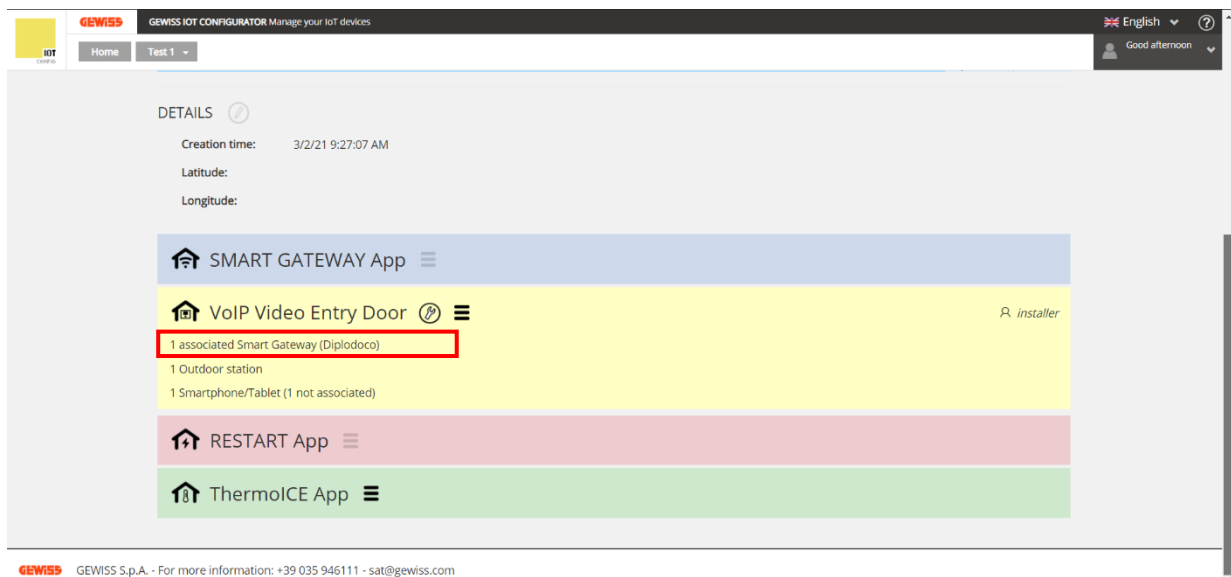 GEWISS GEWISS IOT CONFIGURATOR Manage your IoT devices English ?
IOT
Home Test 1 Good afternoon
DETAILS
Creation time: 3/2/21 9:27:07 AM
Latitude:
Longitude:
SMART GATEWAY App
VoIP Video Entry Door installer
1 associated Smart Gateway (Diplodoco)
1 Outdoor station
1 Smartphone/Tablet (1 not associated)
RESTART App
ThermoICE App
GEWISS GEWISS S.p.A. - For more information: +39 035 946111 - sat@gewiss.com